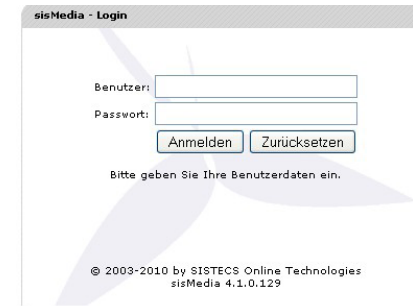 sisMedia - Login
Benutzer:
Passwort:
Anmelden Zurücksetzen
Bitte geben Sie Ihre Benutzerdaten ein.
© 2003-2010 by SISTECS Online Technologies
sisMedia 4.1.0.129